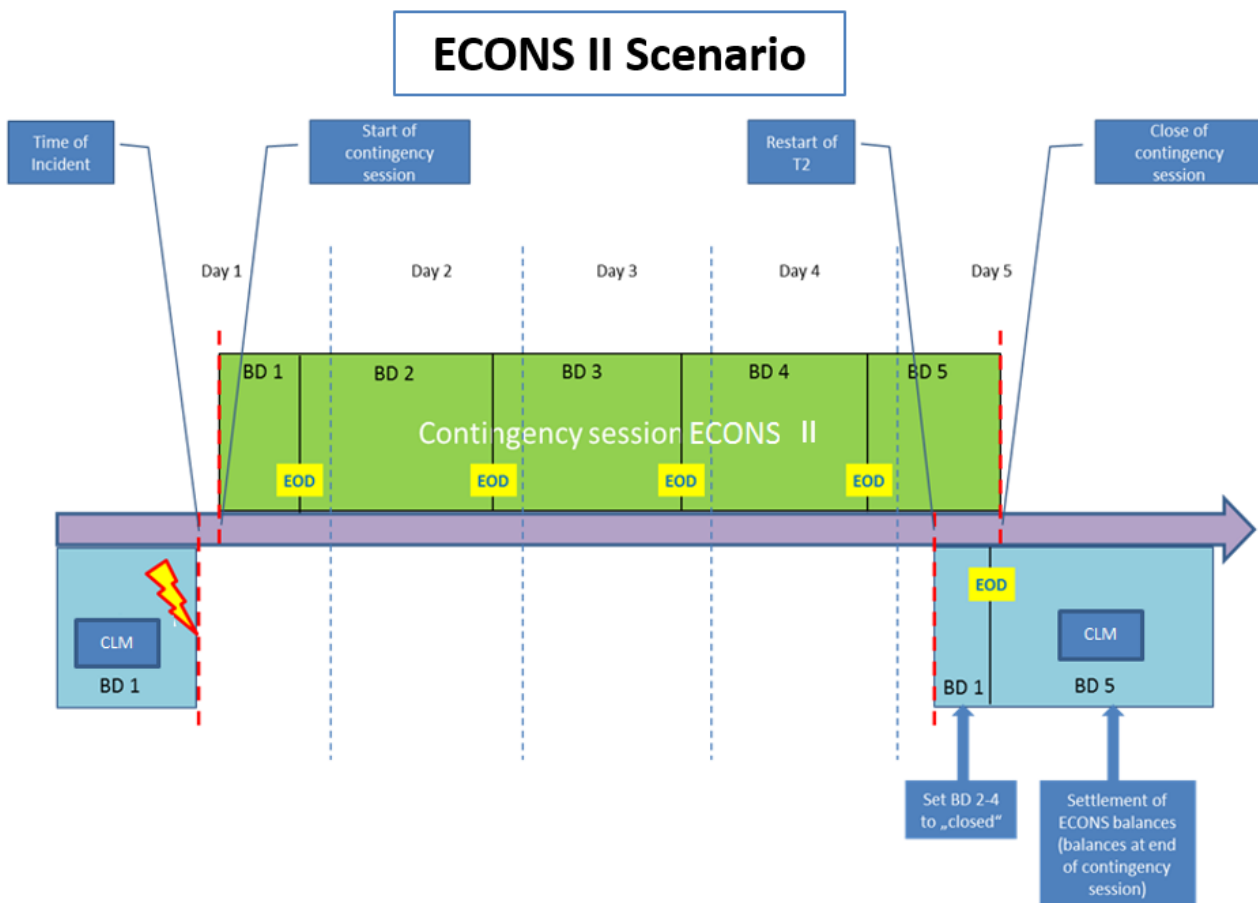 ECONS II Scenario
Time of
Incident
Start of
contingency
session
Restart of
T2
Close of
contingency
session
Day 1
Day 2
Day 3
Day 4
Day 5
BD 1
BD 2
BD 3
BD 4
BD 5
Contingency session ECONS II
EOD
EOD
EOD
EOD
CLM
BD 1
EOD
CLM
BD 1
BD 5
Set BD 2-4
to „closed“
Settlement of
ECONS balances
(balances at end
of contingency
session)